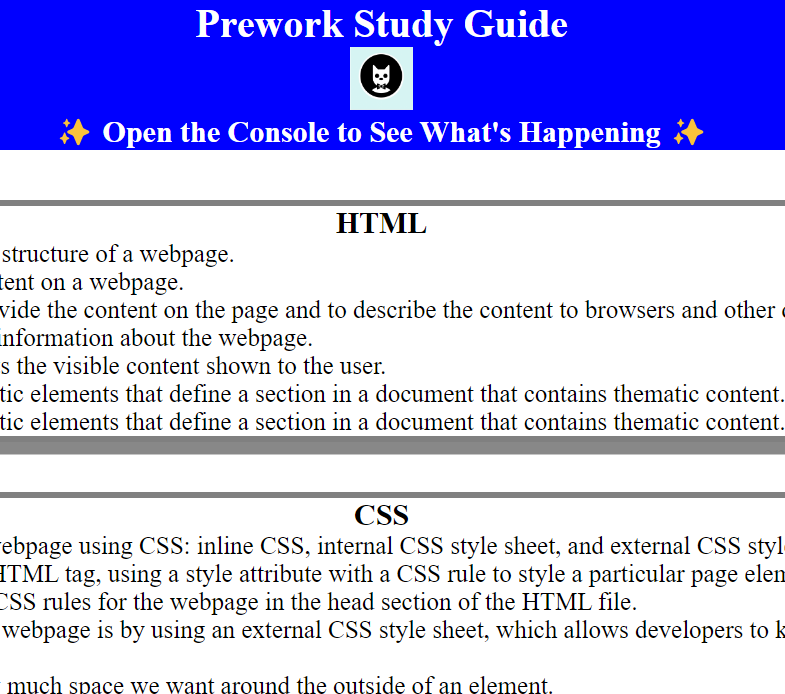 Prework Study Guide
✨ Open the Console to See What's Happening ✨
HTML
structure of a webpage.
tent on a webpage.
vide the content on the page and to describe the content to browsers and other
information about the webpage.
s the visible content shown to the user.
tic elements that define a section in a document that contains thematic content.
tic elements that define a section in a document that contains thematic content.
CSS
ebpage using CSS: inline CSS, internal CSS style sheet, and external CSS styl
HTML tag, using a style attribute with a CSS rule to style a particular page elem
CSS rules for the webpage in the head section of the HTML file.
webpage is by using an external CSS style sheet, which allows developers to k
much space we want around the outside of an element.